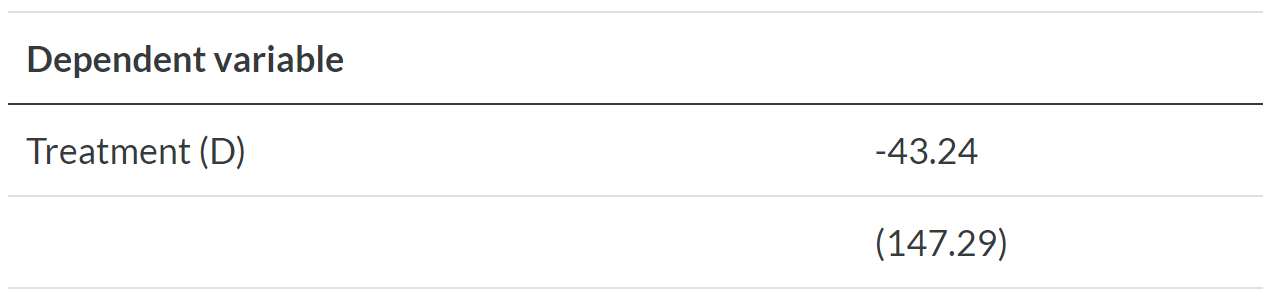 Dependent variable
Treatment (D) -43.24
(147.29)